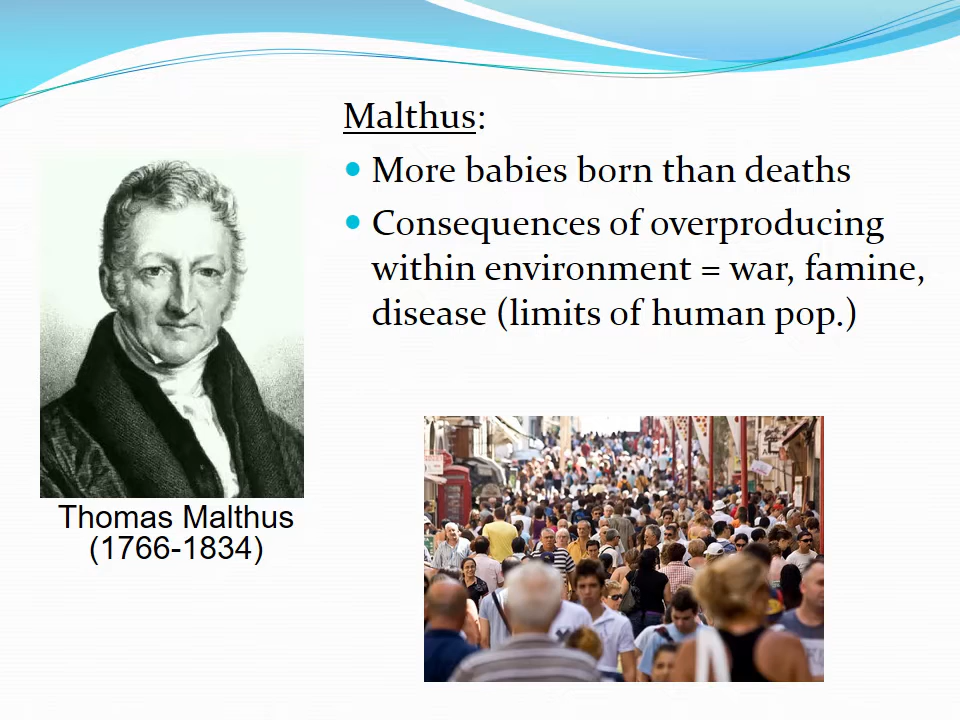 Malthus:
More babies born than deaths
Consequences of overproducing
within environment = war, famine,
disease (limits of human pop.)
Thomas Malthus
(1766-1834)